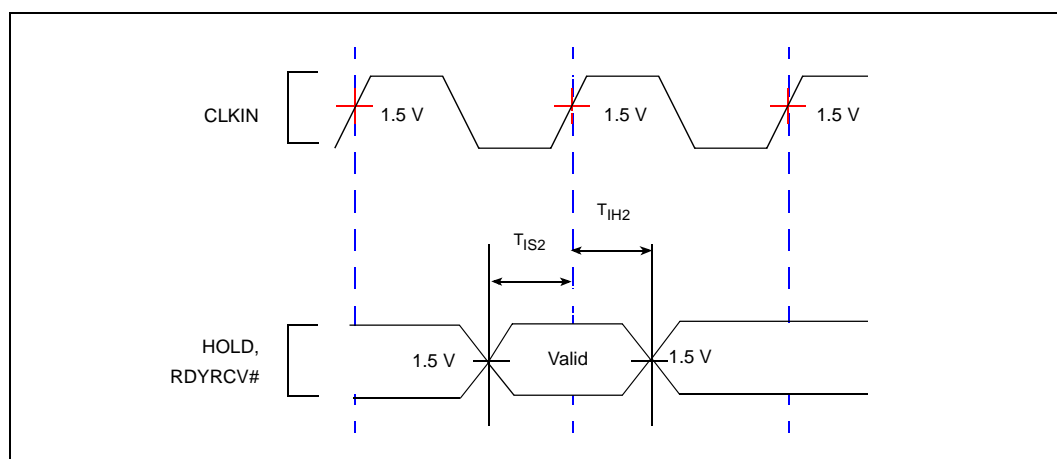 CLKIN
1.5 V
1.5 V
1.5 V
TIH2
TIS2
HOLD,
RDYRCV#
1.5 V
Valid
1.5 V